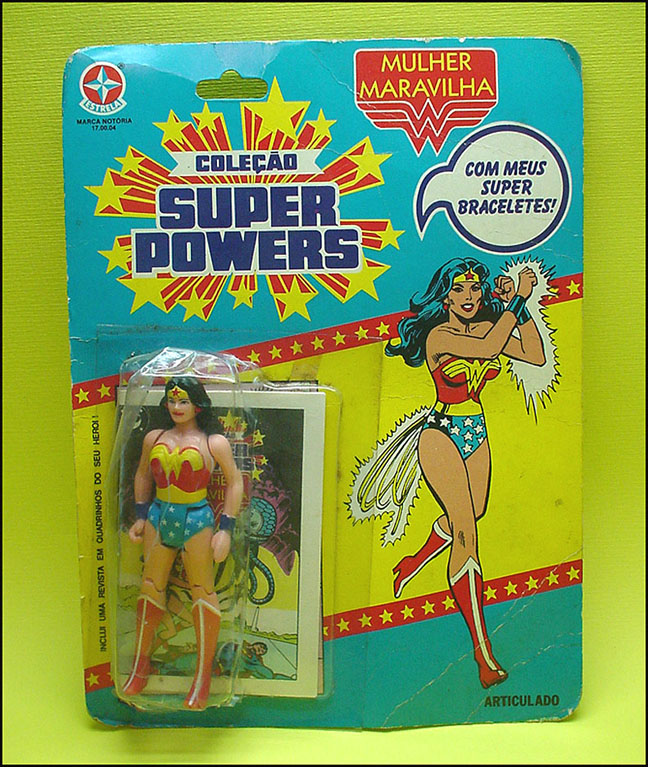 ESTRELA
MARCA NOTÓRIA
17.00.04
MULHER
MARAVILHA
COLEÇÃO
SUPER
POWERS
COM MEUS
SUPER
BRACELETES!
INCLUI UMA REVISTA EM QUADRINHOS DO SEU HEROI!
ARTICULADO